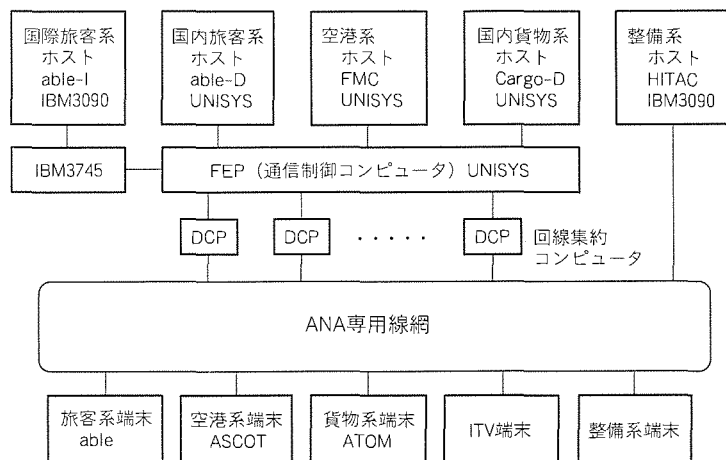 国際旅客系
ホスト
able-I
IBM3090
国内旅客系
ホスト
able-D
UNISYS
空港系
ホスト
FMC
UNISYS
国内貨物系
ホスト
Cargo-D
UNISYS
整備系
ホスト
HITAC
IBM3090
IBM3745
FEP（通信制御コンピュータ）UNISYS
DCP
DCP
・・・・・
DCP
回線集約
コンピュータ
ANA専用線網
旅客系端末
able
空港系端末
ASCOT
貨物系端末
ATOM
ITV端末
整備系端末